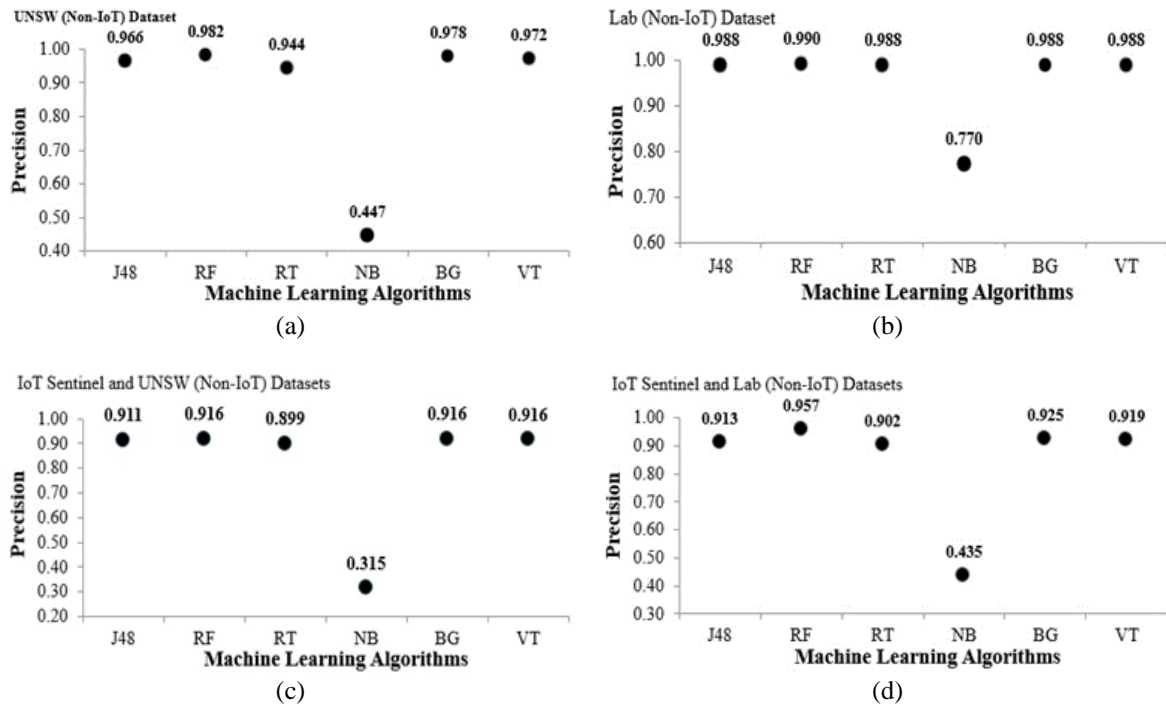 UNSW (Non-IoT) Dataset
0.966 0.982 0.944 0.978 0.972
1.00
0.90
0.80
0.70
0.60
0.50
0.40
0.447
Precision
J48 RF RT NB BG VT
Machine Learning Algorithms
(a)
Lab (Non-IoT) Dataset
0.988 0.990 0.988 0.988 0.988
1.00
0.90
0.80
0.70
0.60
0.770
Precision
J48 RF RT NB BG VT
Machine Learning Algorithms
(b)
IoT Sentinel and UNSW (Non-IoT) Datasets
0.911 0.916 0.899 0.916 0.916
1.00
0.90
0.80
0.70
0.60
0.50
0.40
0.30
0.20
0.315
Precision
J48 RF RT NB BG VT
Machine Learning Algorithms
(c)
IoT Sentinel and Lab (Non-IoT) Datasets
0.913 0.957 0.902 0.925 0.919
1.00
0.90
0.80
0.70
0.60
0.50
0.40
0.30
0.435
Precision
J48 RF RT NB BG VT
Machine Learning Algorithms
(d)